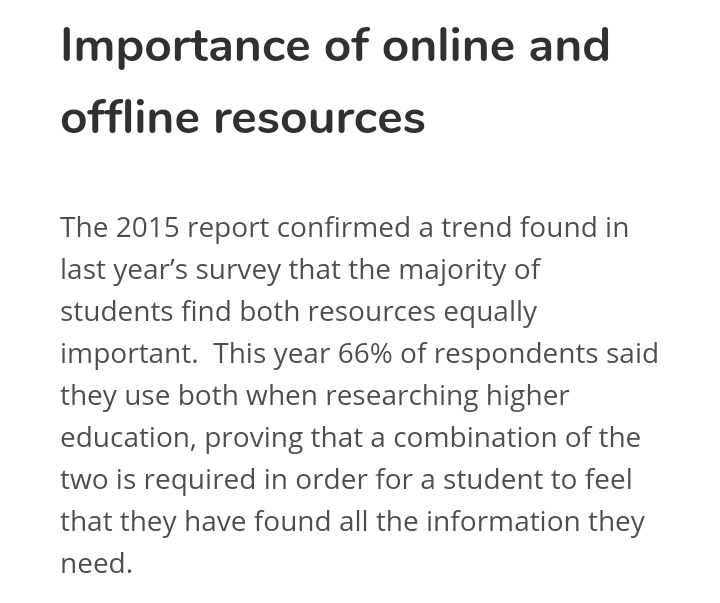 Importance of online and
offline resources
The 2015 report confirmed a trend found in
last year’s survey that the majority of
students find both resources equally
important.  This year 66% of respondents said
they use both when researching higher
education, proving that a combination of the
two is required in order for a student to feel
that they have found all the information they
need.